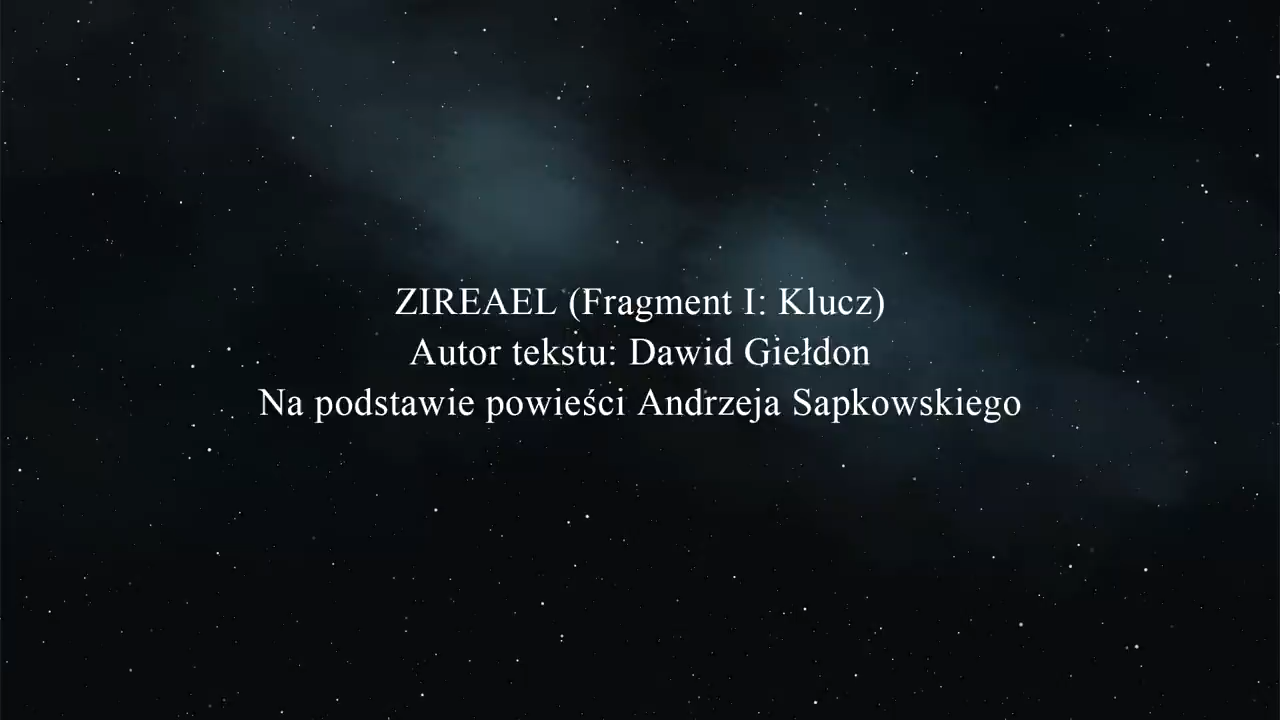 ZIREAEL (Fragment I: Klucz)
Autor tekstu: Dawid Giełdon
Na podstawie powieści Andrzeja Sapkowskiego